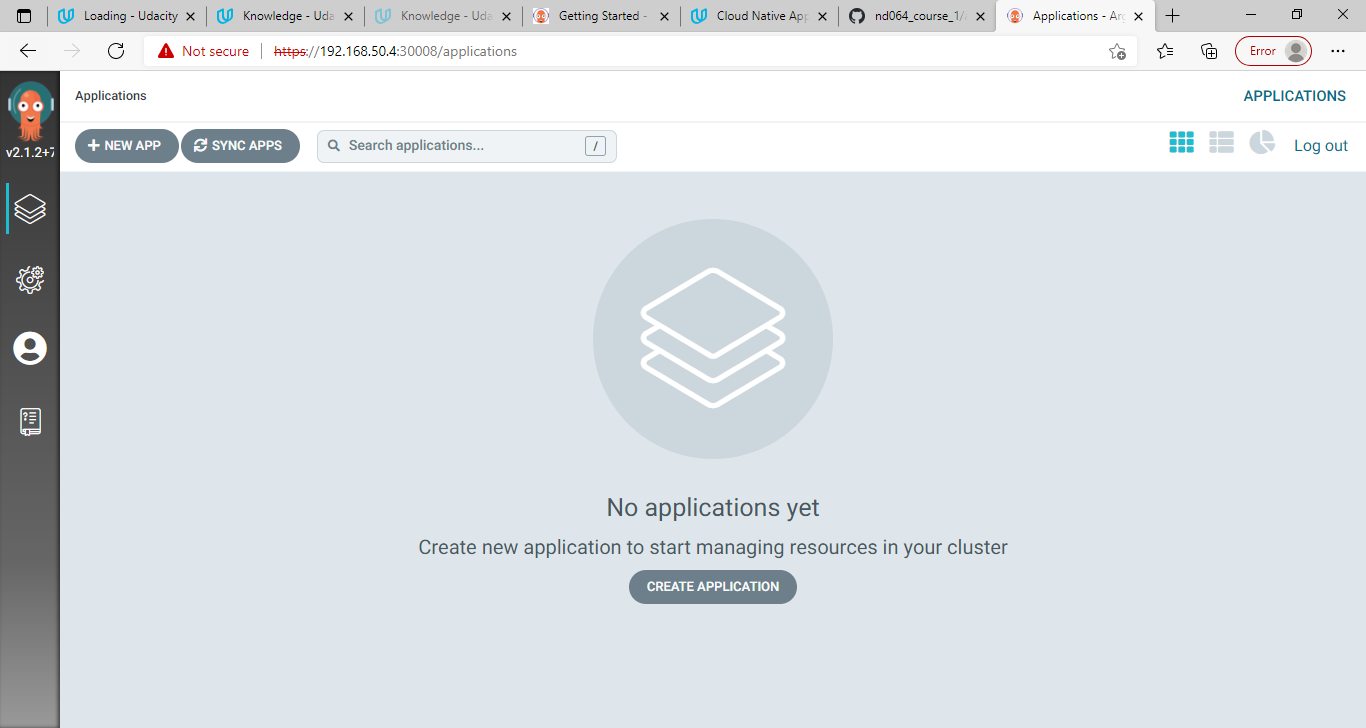 Loading - Udacity
Knowledge - Uda
Knowledge - Uda
Getting Started -
Cloud Native App
nd064_course_1/
Applications - Arg
Not secure
https://192.168.50.4:30008/applications
Error
Applications
APPLICATIONS
v2.1.2+7
NEW APP
SYNC APPS
Search applications...
/
Log out
No applications yet
Create new application to start managing resources in your cluster
CREATE APPLICATION